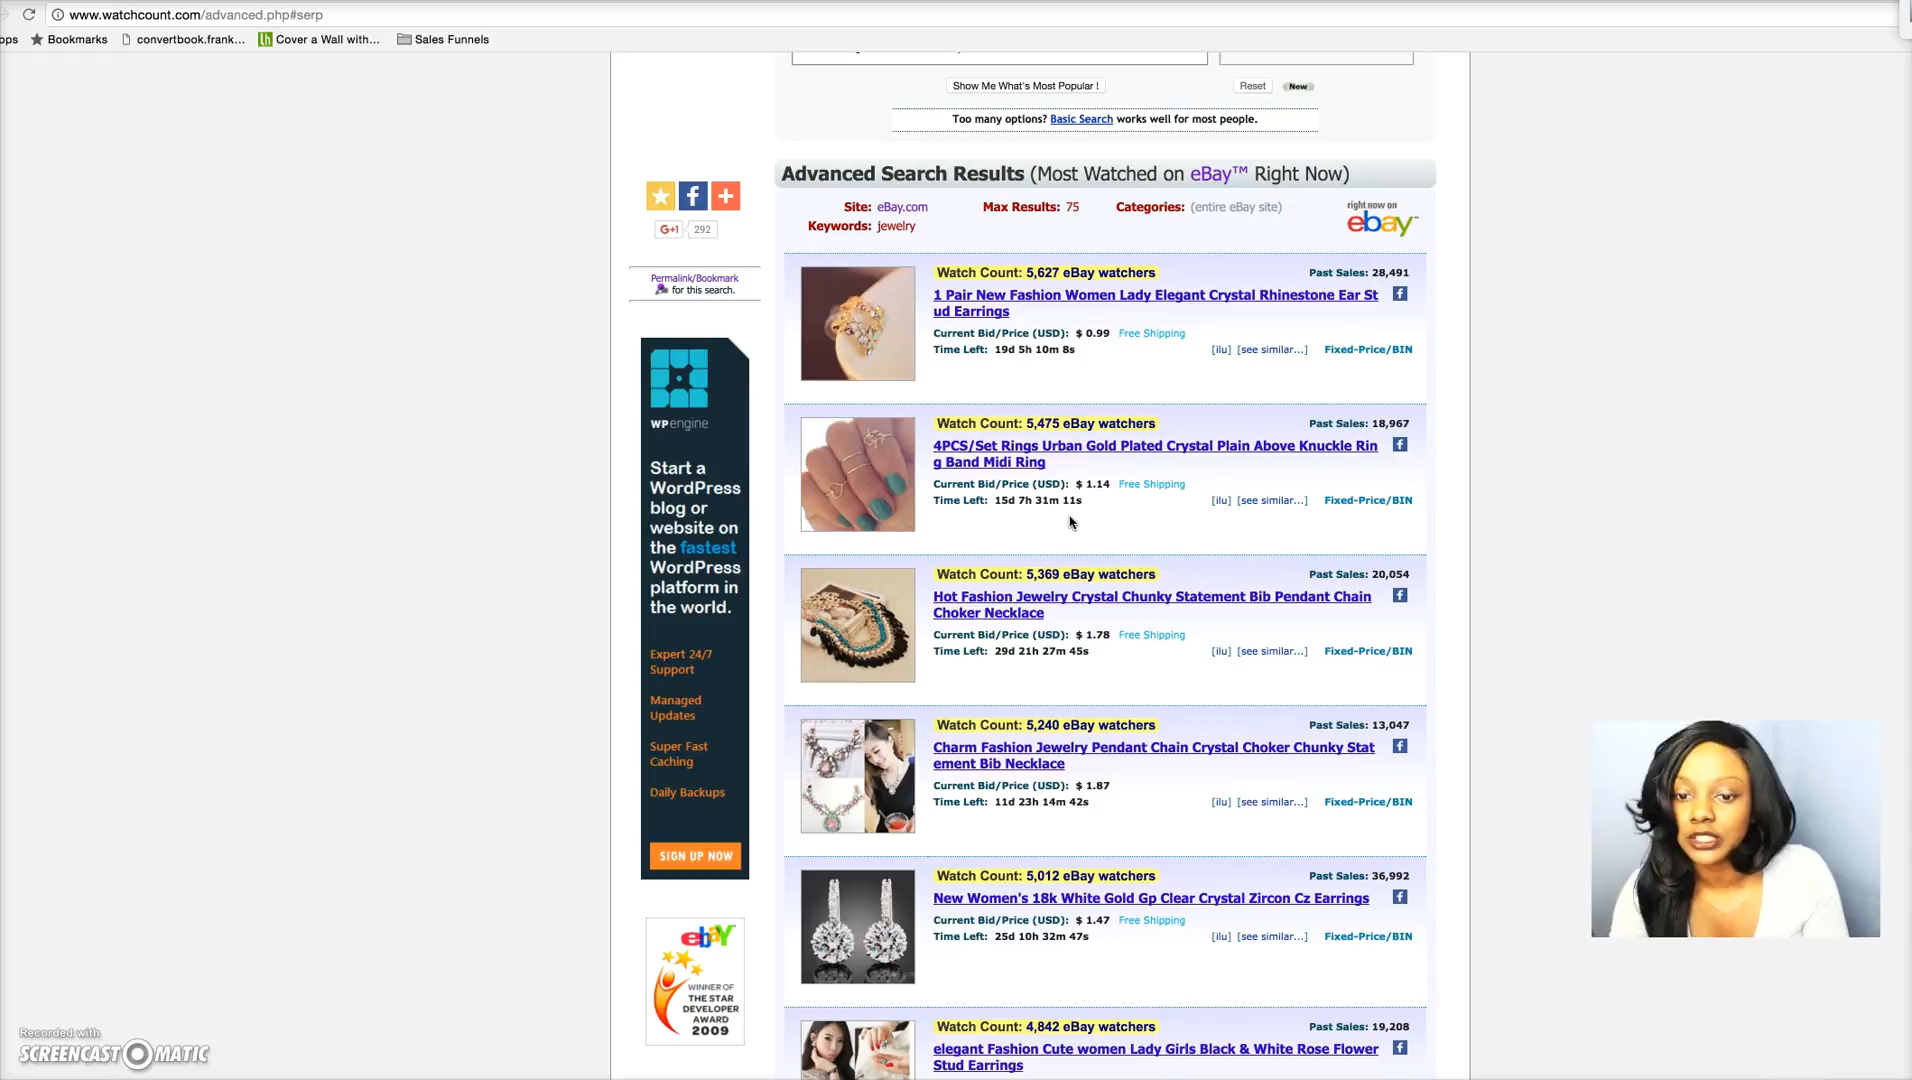 www.watchcount.com/advanced.php#serp
ops Bookmarks convertbook.frank... Cover a Wall with... Sales Funnels
Show Me What's Most Popular !
Reset
New
Too many options? Basic Search works well for most people.
Advanced Search Results (Most Watched on eBay™ Right Now)
Site: eBay.com Max Results: 75 Categories: (entire eBay site)
Keywords: jewelry
right now on
ebay™
G+1 292
Permalink/Bookmark
for this search.
WPengine
Start a
WordPress
blog or
website on
the fastest
WordPress
platform in
the world.
Expert 24/7
Support
Managed
Updates
Super Fast
Caching
Daily Backups
SIGN UP NOW
ebay
WINNER OF
THE STAR
DEVELOPER
AWARD
2009
Watch Count: 5,627 eBay watchers Past Sales: 28,491
1 Pair New Fashion Women Lady Elegant Crystal Rhinestone Ear St
ud Earrings
Current Bid/Price (USD): $ 0.99 Free Shipping
Time Left: 19d 5h 10m 8s [ilu] [see similar...] Fixed-Price/BIN
Watch Count: 5,475 eBay watchers Past Sales: 18,967
4PCS/Set Rings Urban Gold Plated Crystal Plain Above Knuckle Rin
g Band Midi Ring
Current Bid/Price (USD): $ 1.14 Free Shipping
Time Left: 15d 7h 31m 11s [ilu] [see similar...] Fixed-Price/BIN
Watch Count: 5,369 eBay watchers Past Sales: 20,054
Hot Fashion Jewelry Crystal Chunky Statement Bib Pendant Chain
Choker Necklace
Current Bid/Price (USD): $ 1.78 Free Shipping
Time Left: 29d 21h 27m 45s [ilu] [see similar...] Fixed-Price/BIN
Watch Count: 5,240 eBay watchers Past Sales: 13,047
Charm Fashion Jewelry Pendant Chain Crystal Choker Chunky Stat
ement Bib Necklace
Current Bid/Price (USD): $ 1.87
Time Left: 11d 23h 14m 42s [ilu] [see similar...] Fixed-Price/BIN
Watch Count: 5,012 eBay watchers Past Sales: 36,992
New Women's 18k White Gold Gp Clear Crystal Zircon Cz Earrings
Current Bid/Price (USD): $ 1.47 Free Shipping
Time Left: 25d 10h 32m 47s [ilu] [see similar...] Fixed-Price/BIN
Watch Count: 4,842 eBay watchers Past Sales: 19,208
elegant Fashion Cute women Lady Girls Black & White Rose Flower
Stud Earrings
Recorded with
SCREENCAST-O-MATIC